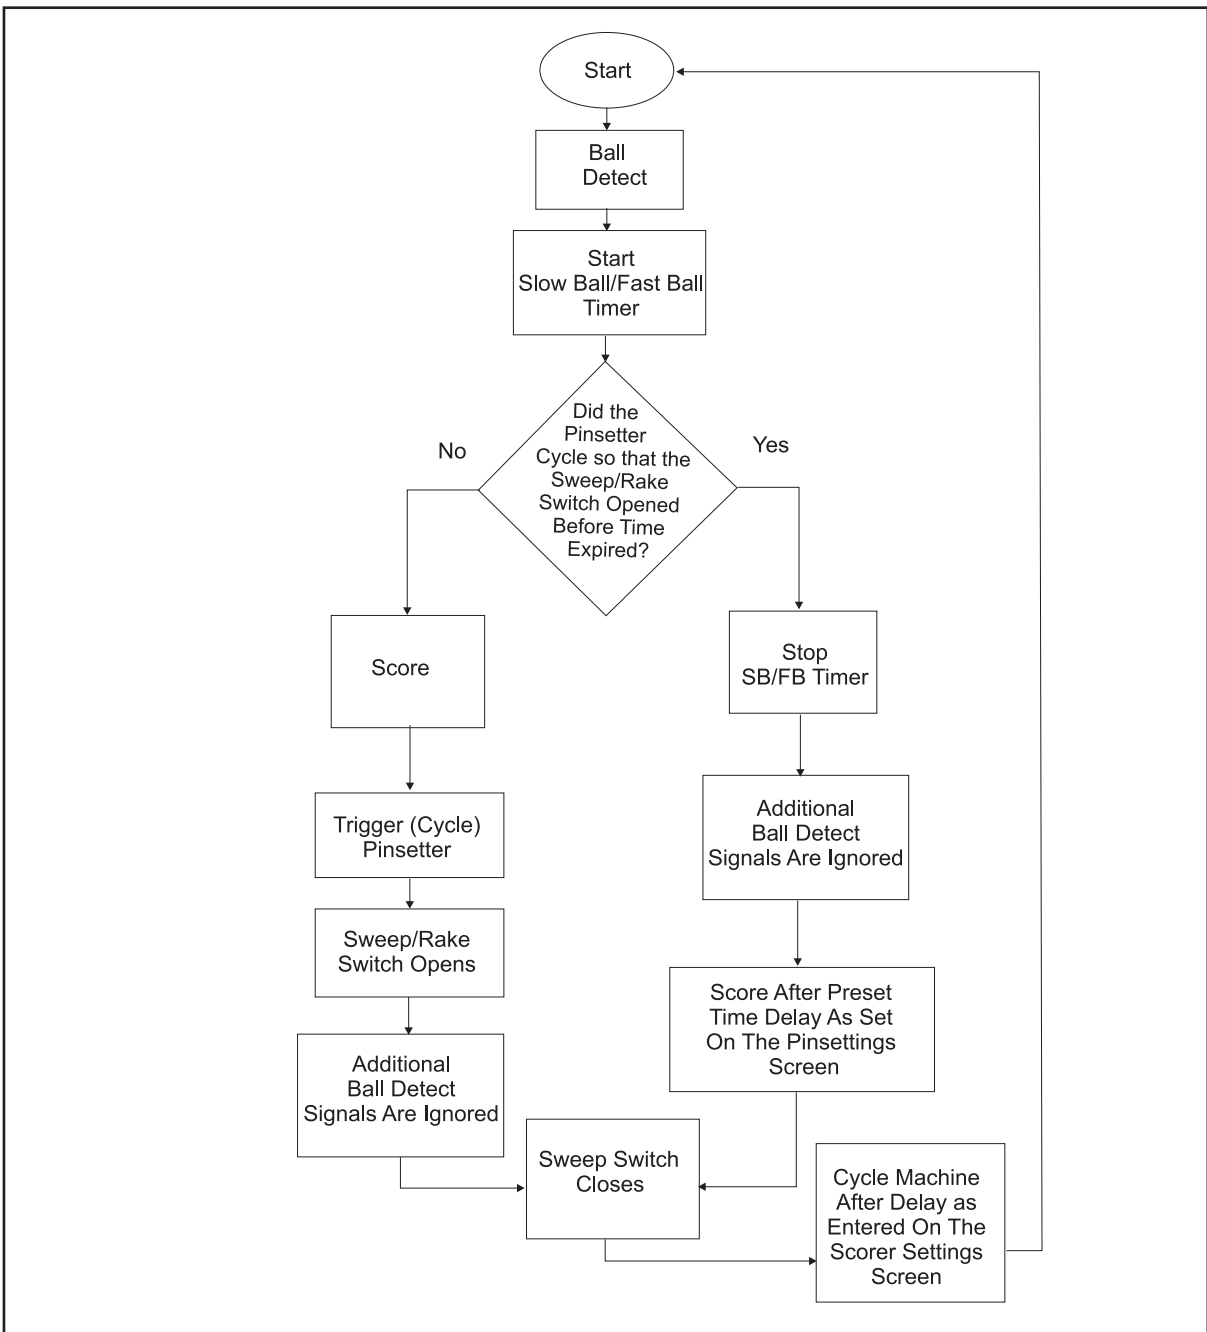 Start
Ball
Detect
Start
Slow Ball/Fast Ball
Timer
Did the
Pinsetter
Cycle so that the
Sweep/Rake
Switch Opened
Before Time
Expired?
No
Yes
Score
Trigger (Cycle)
Pinsetter
Sweep/Rake
Switch Opens
Additional
Ball Detect
Signals Are Ignored
Stop
SB/FB Timer
Additional
Ball Detect
Signals Are Ignored
Score After Preset
Time Delay As Set
On The Pinsettings
Screen
Sweep Switch
Closes
Cycle Machine
After Delay as
Entered On The
Scorer Settings
Screen